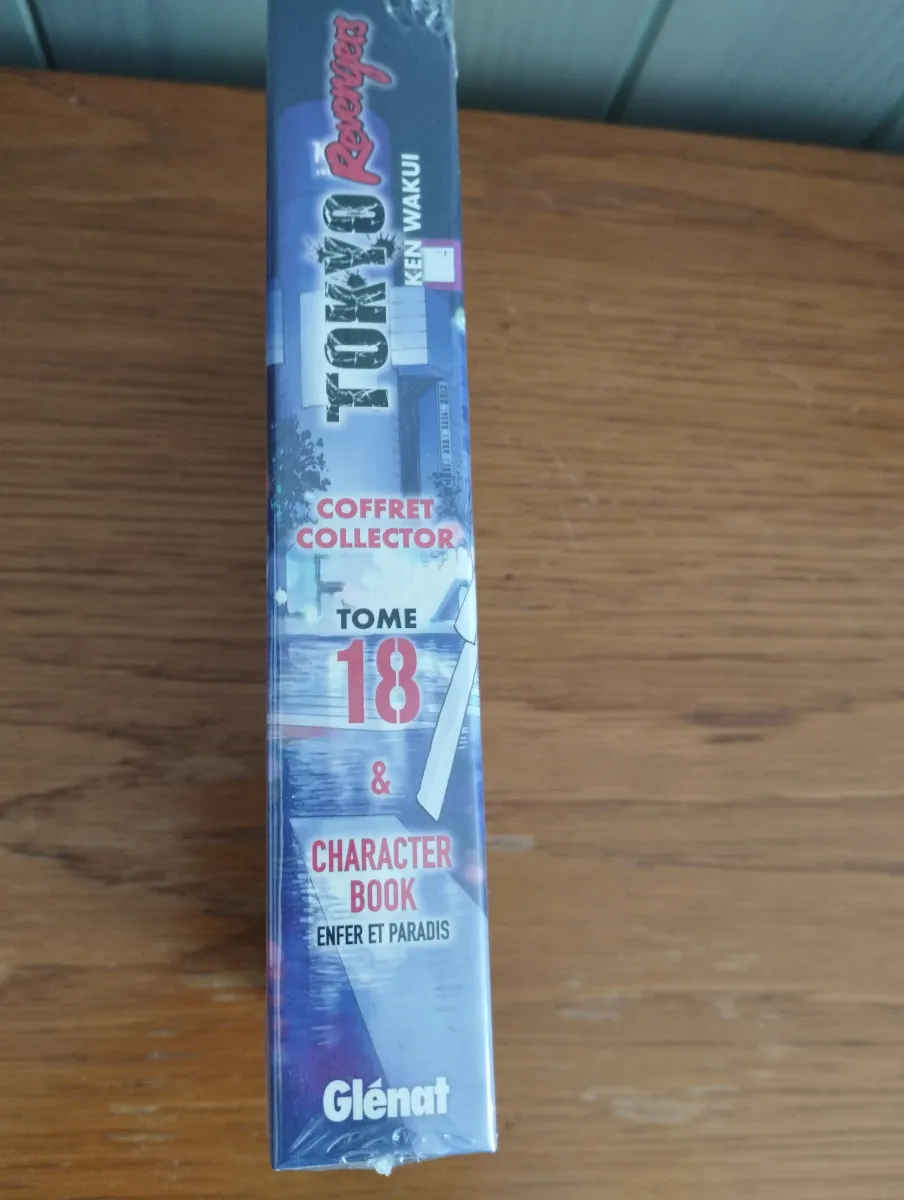 TOKYO Revengers
KEN WAKUI
COFFRET
COLLECTOR
TOME
18
&
CHARACTER
BOOK
ENFER ET PARADIS
Glénat